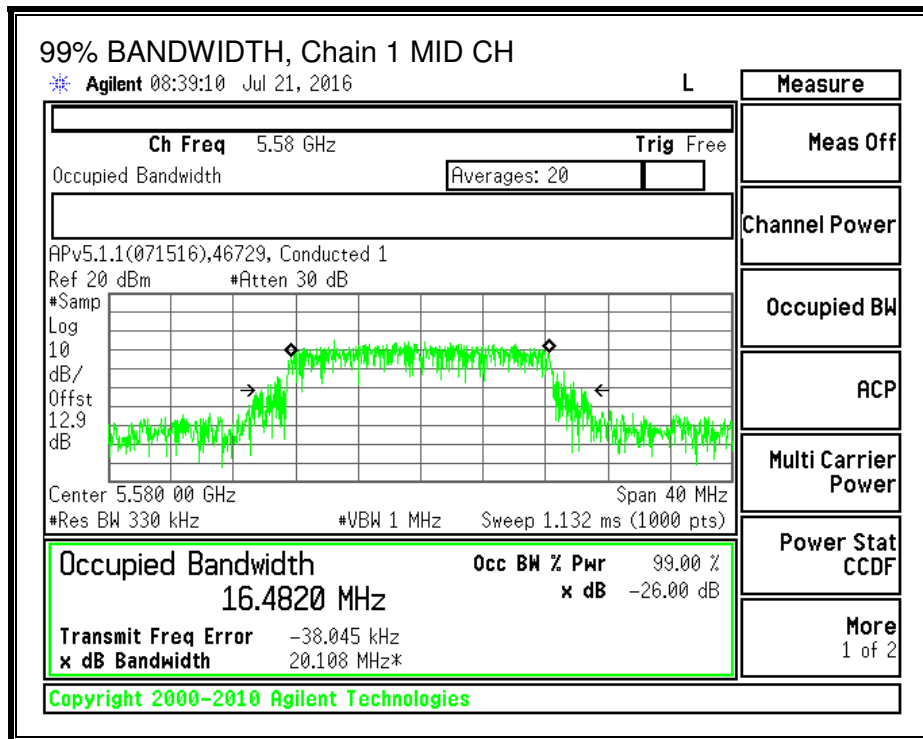 99% BANDWIDTH, Chain 1 MID CH
Agilent 08:39:10 Jul 21, 2016 L
Measure
Ch Freq 5.58 GHz Trig Free
Meas Off
Occupied Bandwidth Averages: 20
Channel Power
APv5.1.1(071516),46729, Conducted 1
Ref 20 dBm #Atten 30 dB
#Samp
Log
10
dB/
Offst
12.9
dB
Occupied BW
ACP
Multi Carrier
Power
Center 5.580 00 GHz Span 40 MHz
#Res BW 330 kHz #VBW 1 MHz Sweep 1.132 ms (1000 pts)
Power Stat
CCDF
Occupied Bandwidth Occ BW % Pwr 99.00 %
16.4820 MHz x dB -26.00 dB
Transmit Freq Error -38.045 kHz
x dB Bandwidth 20.108 MHz*
More
1 of 2
Copyright 2000-2010 Agilent Technologies